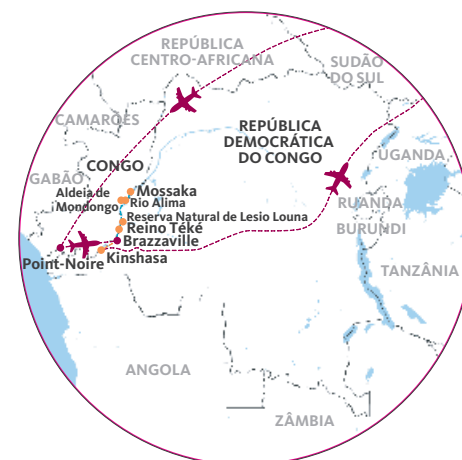 REPÚBLICA
CENTRO-AFRICANA
SUDÃO
DO SUL
CAMARÕES
REPÚBLICA
DEMOCRÁTICA
DO CONGO
UGANDA
CONGO
GABÃO
Aldeia de
Mondongo
Mossaka
Rio Alima
RUANDA
Reserva Natural de Lesio Louna
Reino Téké
BURUNDI
Brazzaville
Kinshasa
Point-Noire
TANZÂNIA
ANGOLA
ZÂMBIA